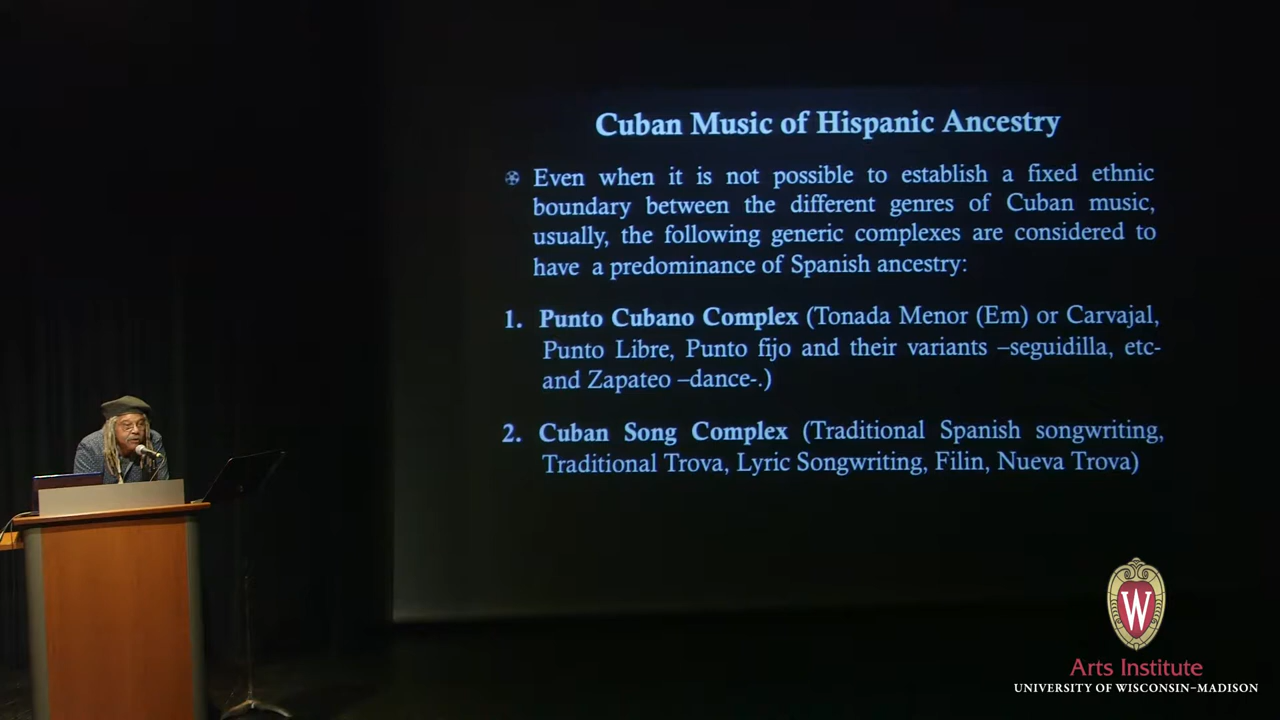 Cuban Music of Hispanic Ancestry
Even when it is not possible to establish a fixed ethnic
boundary between the different genres of Cuban music,
usually, the following generic complexes are considered to
have a predominance of Spanish ancestry:
1. Punto Cubano Complex (Tonada Menor (Em) or Carvajal,
Punto Libre, Punto fijo and their variants –seguidilla, etc-
and Zapateo –dance-.)
2. Cuban Song Complex (Traditional Spanish songwriting,
Traditional Trova, Lyric Songwriting, Filin, Nueva Trova)
W
Arts Institute
UNIVERSITY OF WISCONSIN–MADISON